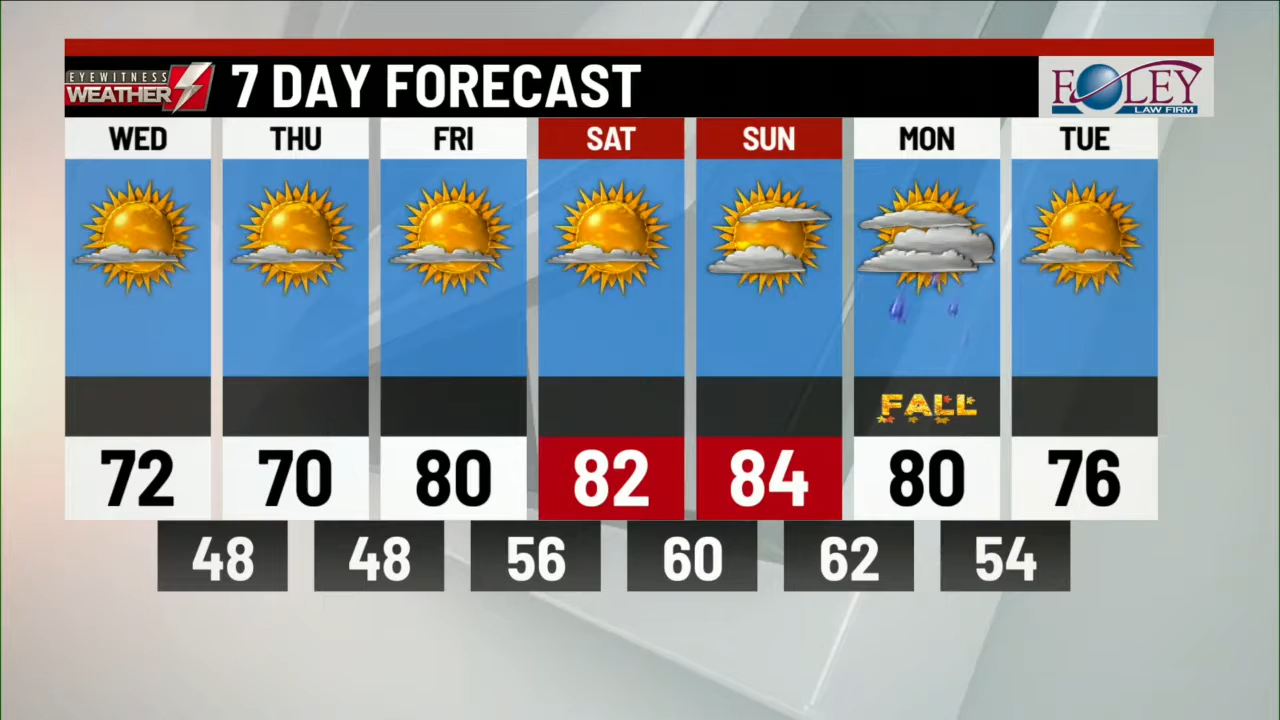 EYEWITNESS
WEATHER
7 DAY FORECAST
FOLEY
LAW FIRM
WED THU FRI SAT SUN MON TUE
FALL
72 70 80 82 84 80 76
48 48 56 60 62 54